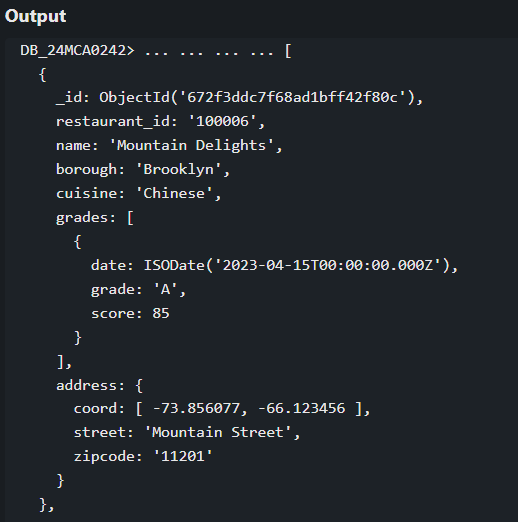 Output
DB_24MCA0242> ... ... ... ... [
  {
    _id: ObjectId('672f3ddc7f68ad1bff42f80c'),
    restaurant_id: '100006',
    name: 'Mountain Delights',
    borough: 'Brooklyn',
    cuisine: 'Chinese',
    grades: [
      {
        date: ISODate('2023-04-15T00:00:00.000Z'),
        grade: 'A',
        score: 85
      }
    ],
    address: {
      coord: [ -73.856077, -66.123456 ],
      street: 'Mountain Street',
      zipcode: '11201'
    }
  },